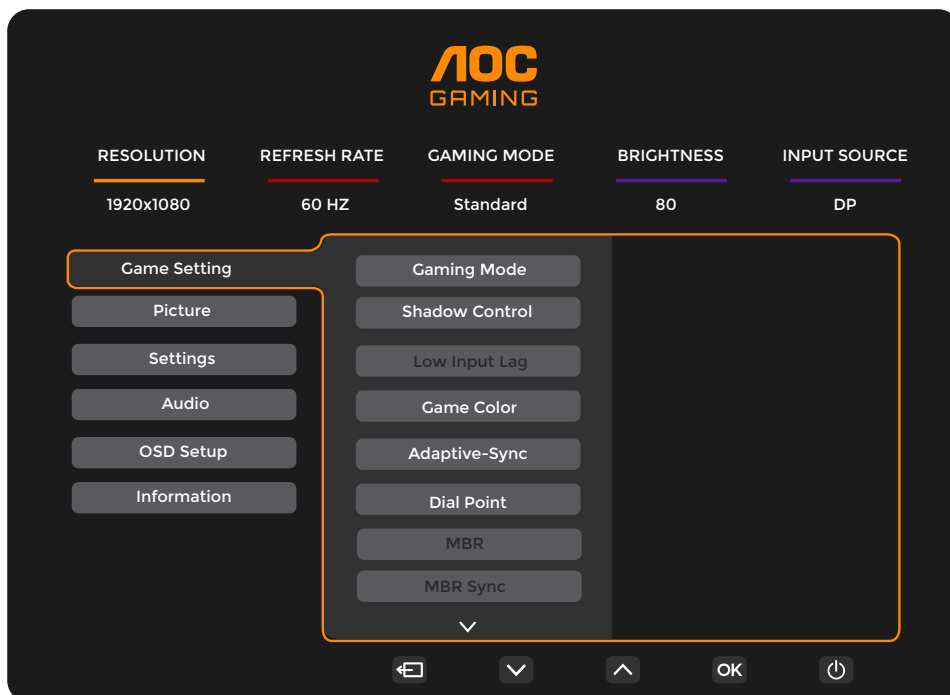 AOC
GAMING
RESOLUTION REFRESH RATE GAMING MODE BRIGHTNESS INPUT SOURCE
1920x1080 60 HZ Standard 80 DP
Game Setting
Picture
Settings
Audio
OSD Setup
Information
Gaming Mode
Shadow Control
Low Input Lag
Game Color
Adaptive-Sync
Dial Point
MBR
MBR Sync
OK